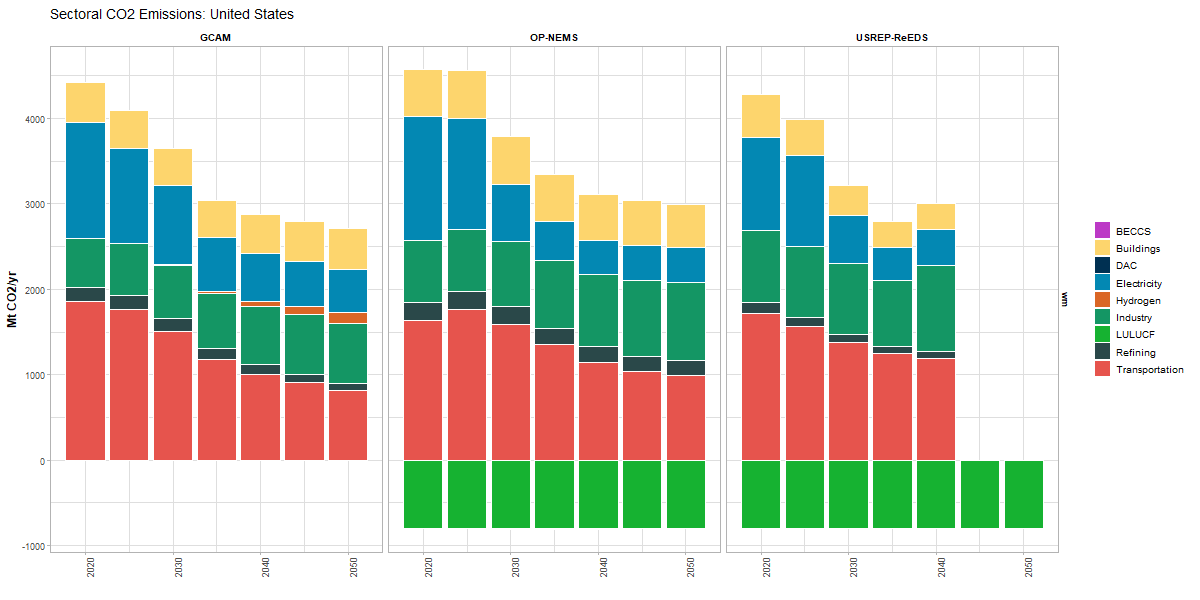 Sectoral CO2 Emissions: United States
GCAM
OP-NEMS
USREP-ReEDS
Mt CO2/yr
4000
3000
2000
1000
0
-1000
2020
2030
2040
2050
2020
2030
2040
2050
2020
2030
2040
2050
wm
BECCS
Buildings
DAC
Electricity
Hydrogen
Industry
LULUCF
Refining
Transportation